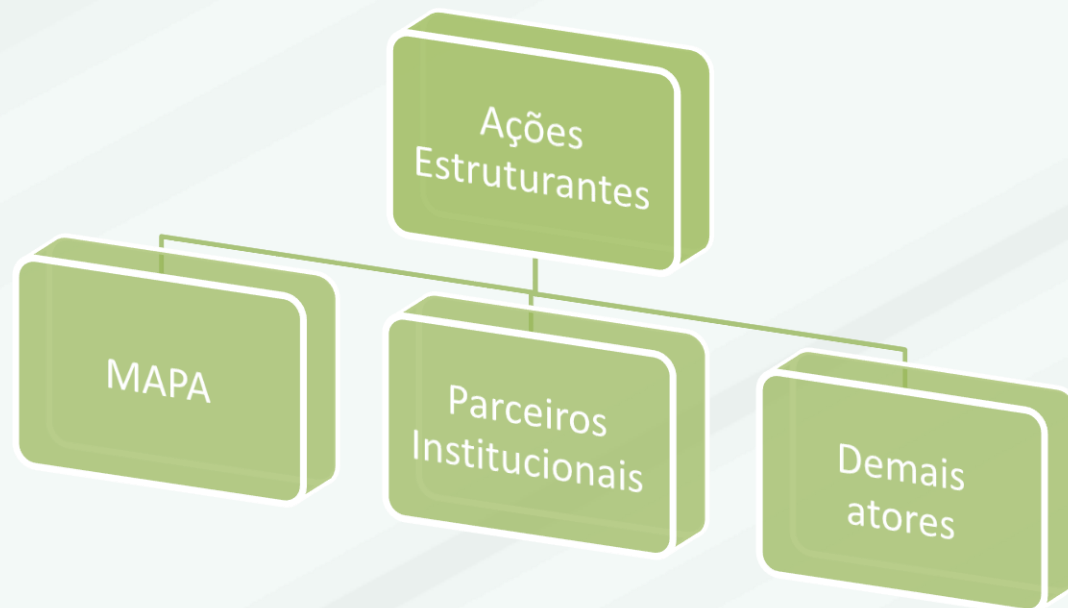 Ações
Estruturantes
MAPA
Parceiros
Institucionais
Demais
atores